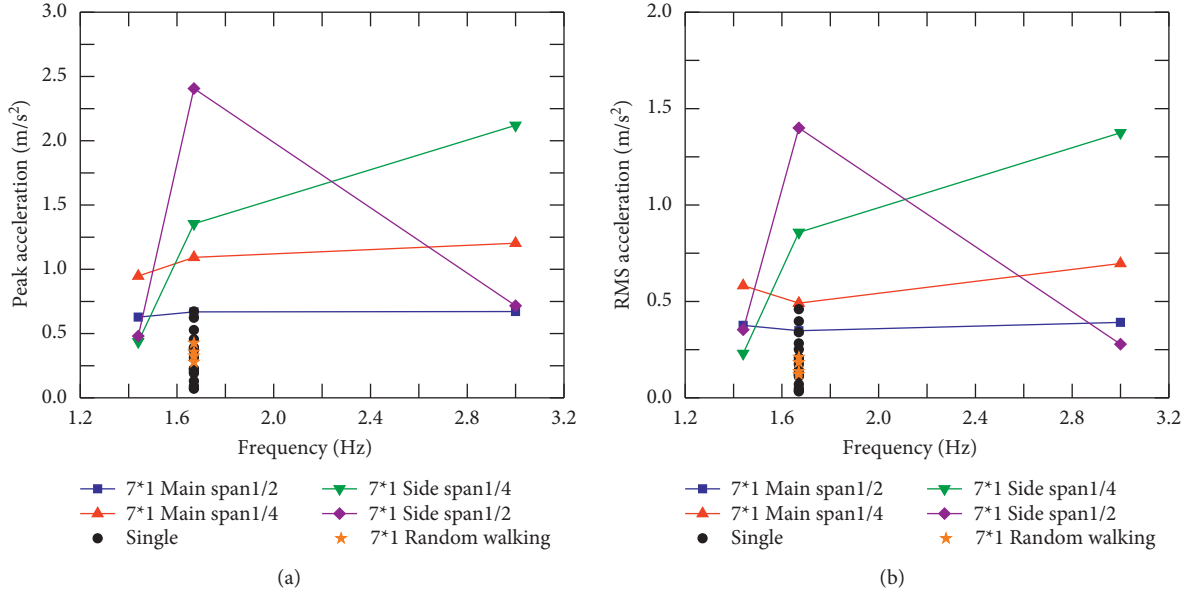 3.0
2.5
2.0
1.5
1.0
0.5
0.0
Peak acceleration (m/s²)
1.2 1.6 2.0 2.4 2.8 3.2
Frequency (Hz)
7*1 Main span1/2
7*1 Main span1/4
Single
7*1 Side span1/4
7*1 Side span1/2
7*1 Random walking
(a)
2.0
1.5
1.0
0.5
0.0
RMS acceleration (m/s²)
1.2 1.6 2.0 2.4 2.8 3.2
Frequency (Hz)
7*1 Main span1/2
7*1 Main span1/4
Single
7*1 Side span1/4
7*1 Side span1/2
7*1 Random walking
(b)